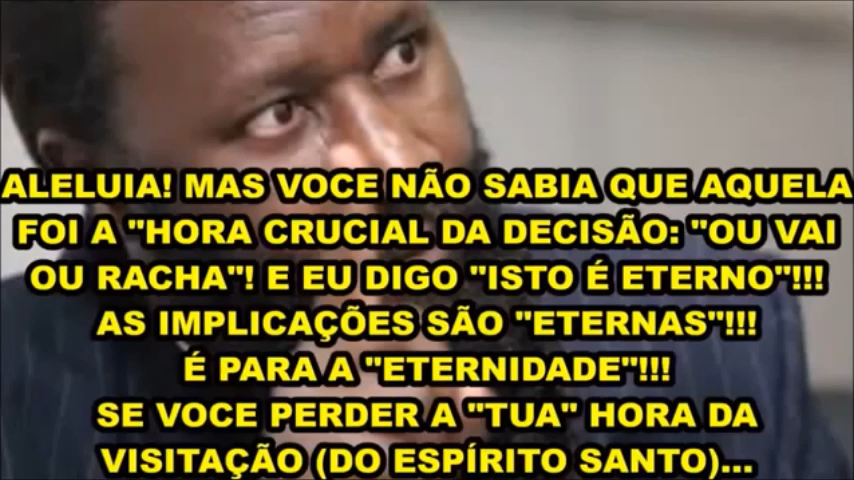 ALELUIA! MAS VOCE NÃO SABIA QUE AQUELA
FOI A "HORA CRUCIAL DA DECISÃO: "OU VAI
OU RACHA"! E EU DIGO "ISTO É ETERNO"!!!
AS IMPLICAÇÕES SÃO "ETERNAS"!!!
É PARA A "ETERNIDADE"!!!
SE VOCE PERDER A "TUA" HORA DA
VISITAÇÃO (DO ESPÍRITO SANTO)...